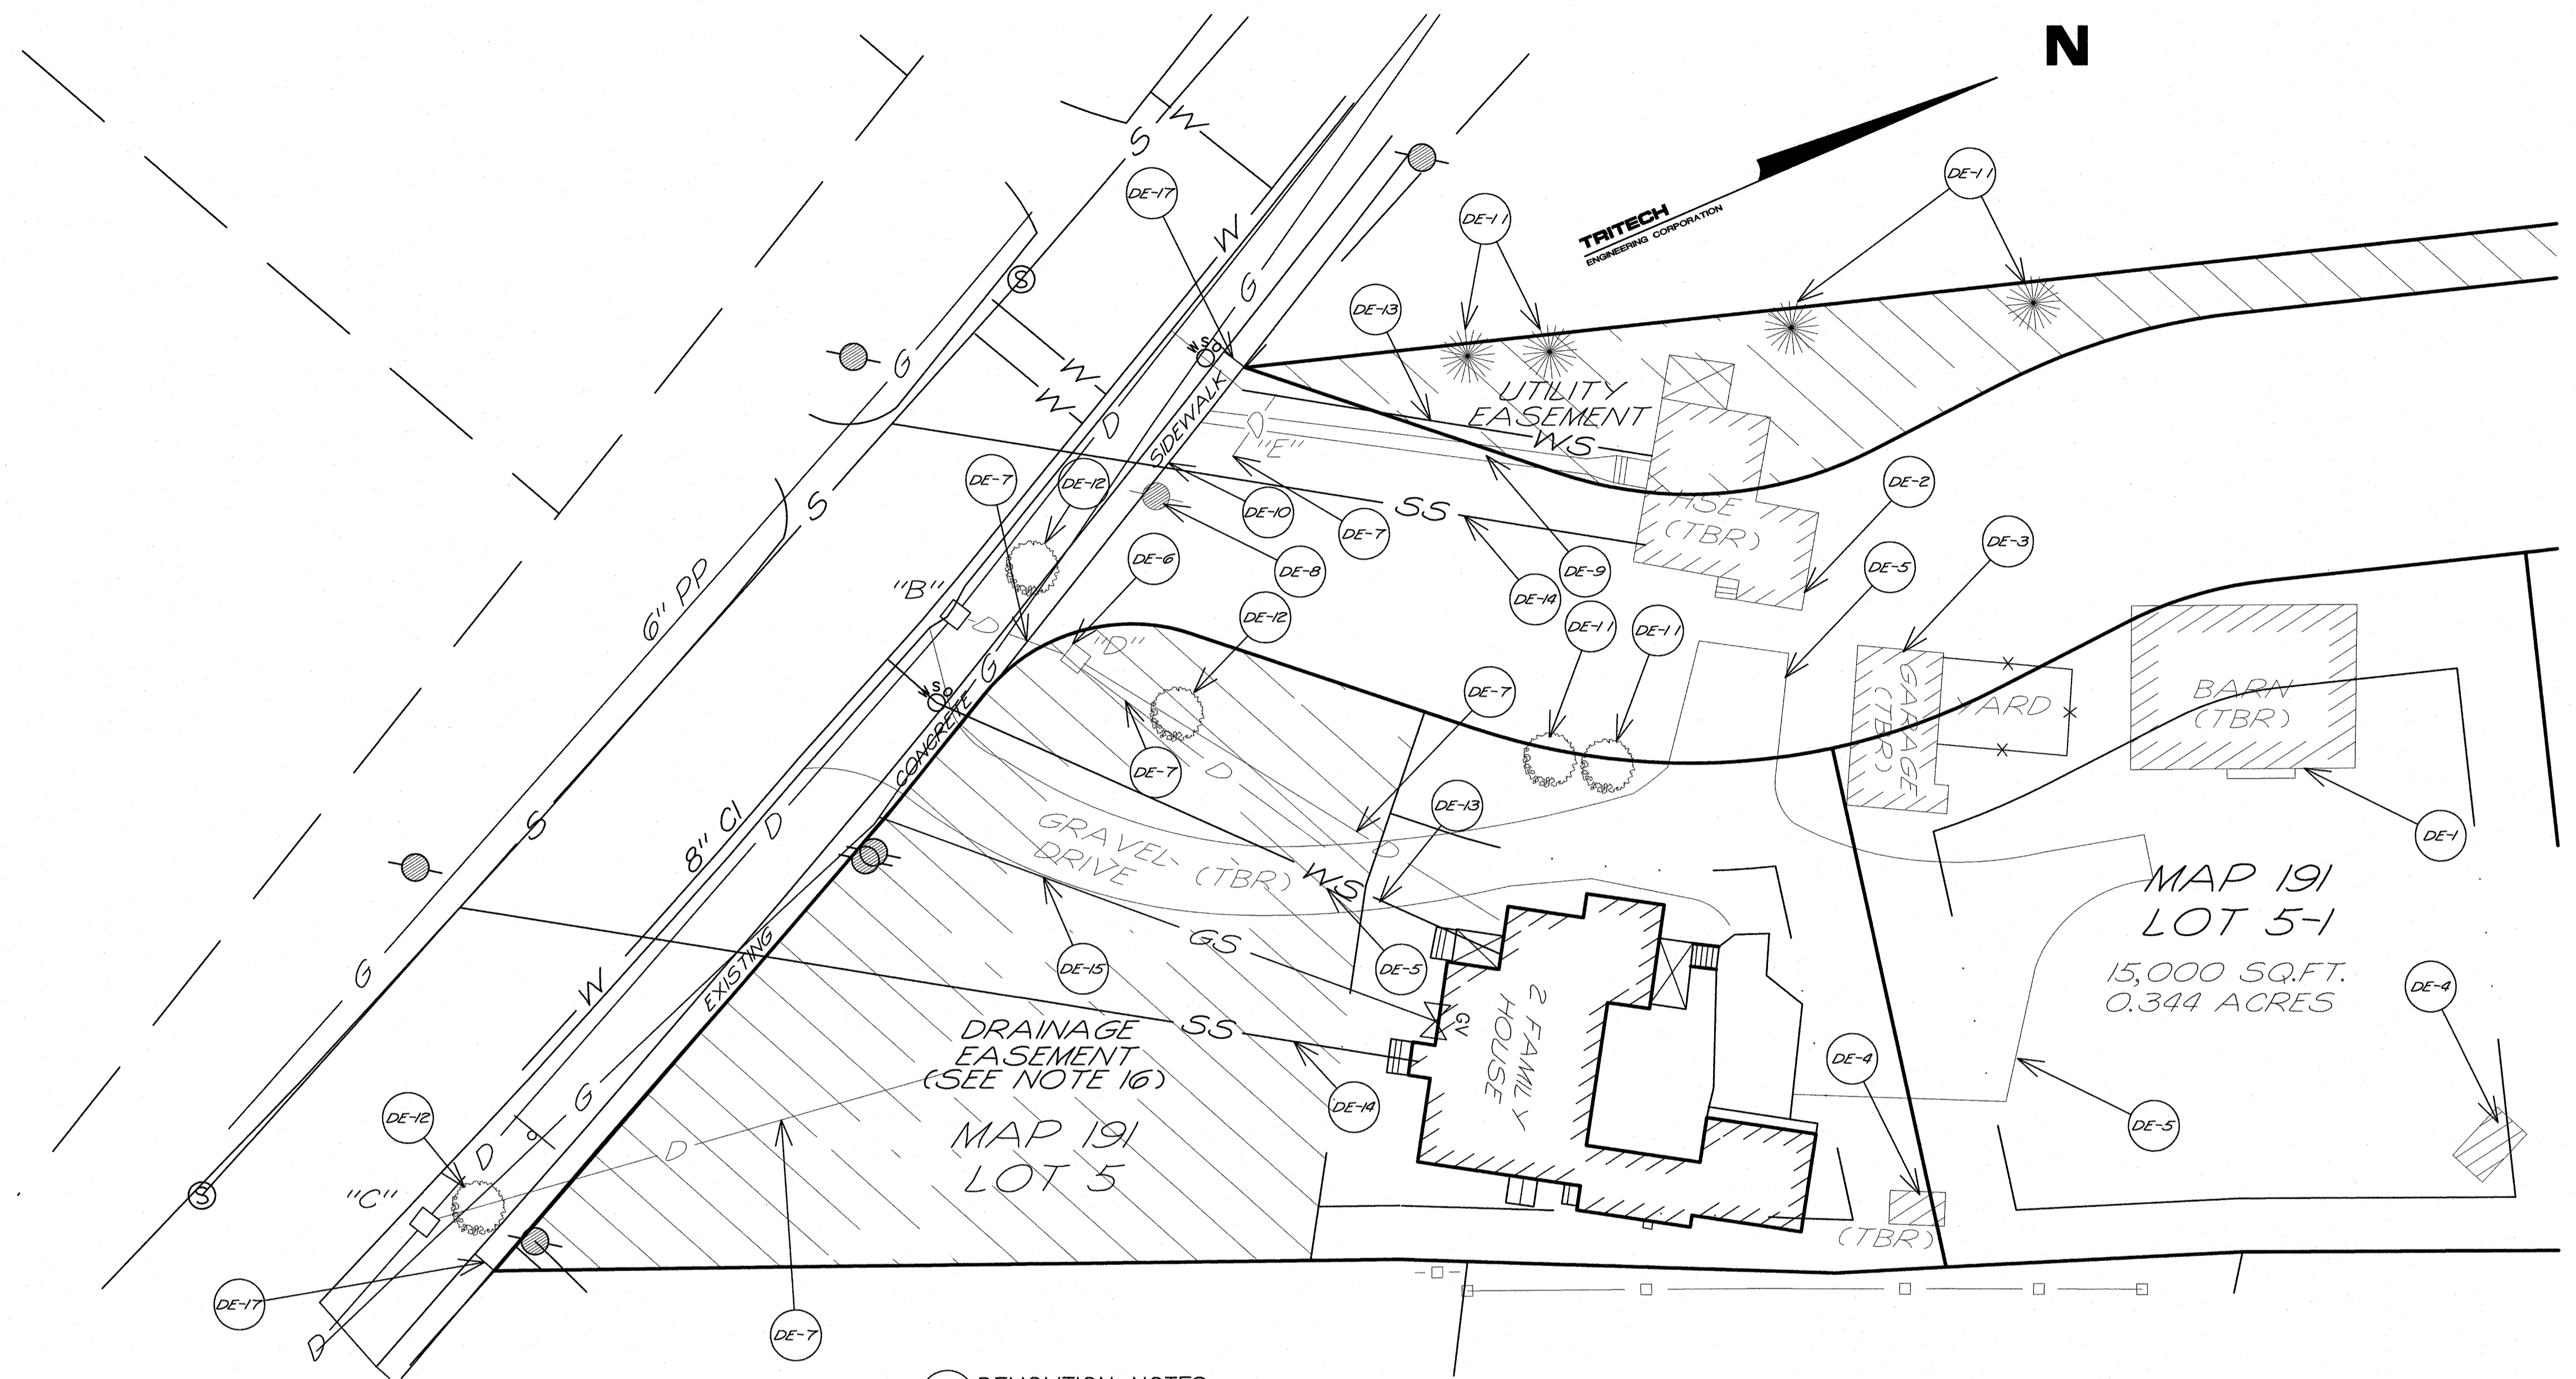 N
TRITECH
ENGINEERING CORPORATION
W
S
DE-17
DE-11
DE-11
W
G
DE-13
S
G
W
W
W S O
D
SIDEWALK
UTILITY
EASEMENT
WS
D
"E"
DE-7
DE-12
S
DE-10
DE-7
SS
HSE
(TBR)
DE-2
DE-3
DE-6
DE-8
DE-14
DE-9
DE-5
6" PP
"B"
D
"D"
G
DE-12
DE-11
DE-11
W S O
CONCRETE
DE-7
DE-7
D
DE-13
GARAGE
(TBR)
YARD
BARN
(TBR)
DE-1
8" CI
D
S
GRAVEL
DRIVE
(TBR)
D
WS
MAP 191
LOT 5-1
15,000 SQ.FT.
0.344 ACRES
G
W
EXISTING
DE-15
GS
DE-5
GV
2 FAMILY
HOUSE
DE-4
DE-4
DE-5
SS
DE-14
DRAINAGE
EASEMENT
(SEE NOTE 16)
MAP 191
LOT 5
G
D
D
DE-12
"C"
S
DE-17
D
DE-7
(TBR)
DEMOLITION NOTES